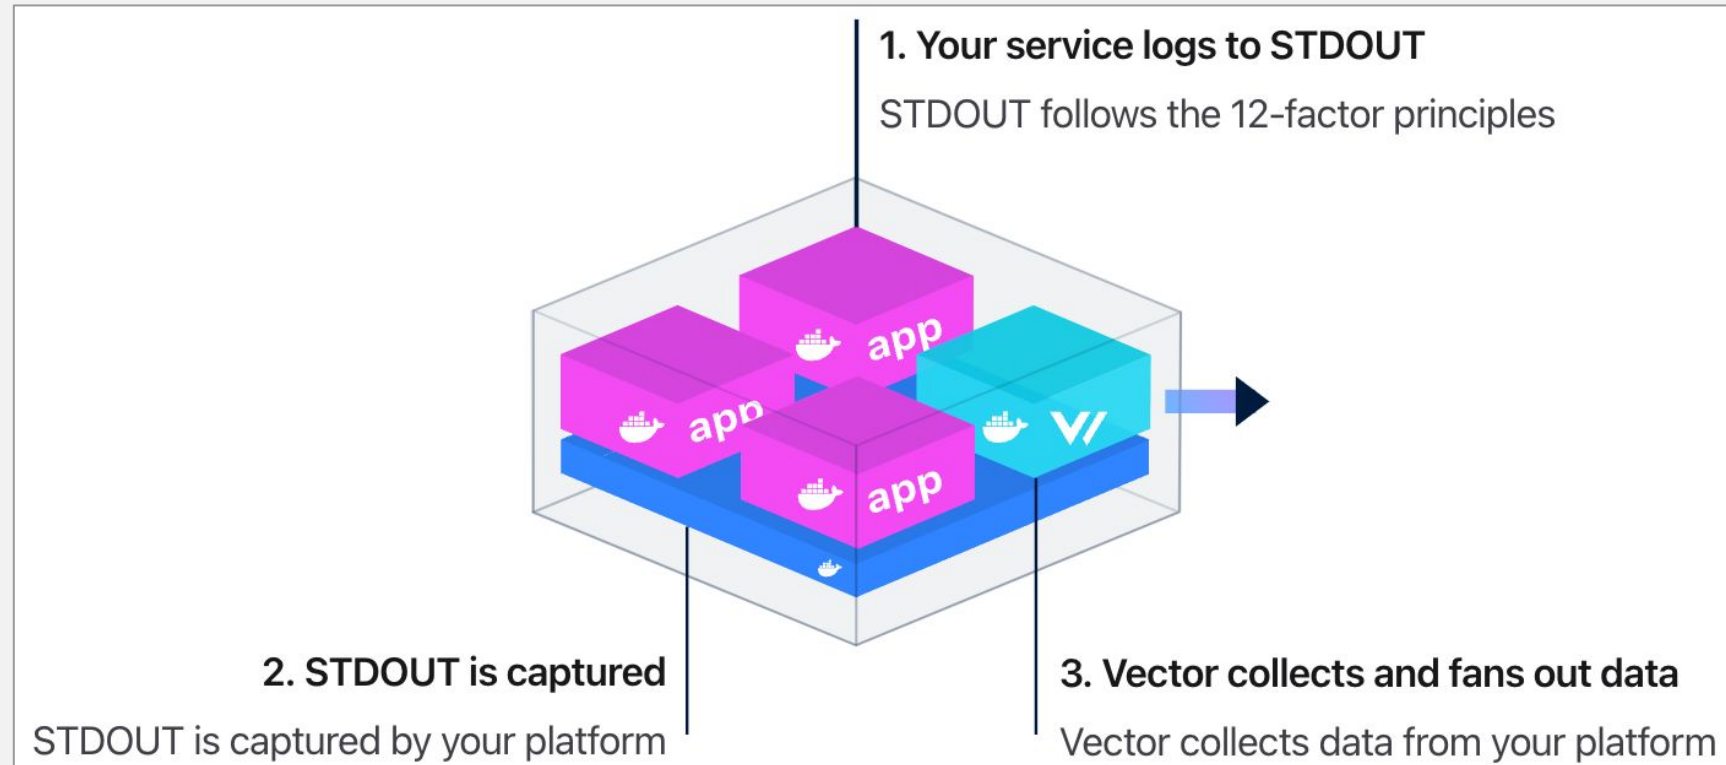 1. Your service logs to STDOUT
STDOUT follows the 12-factor principles
app
app
app
2. STDOUT is captured
STDOUT is captured by your platform
3. Vector collects and fans out data
Vector collects data from your platform